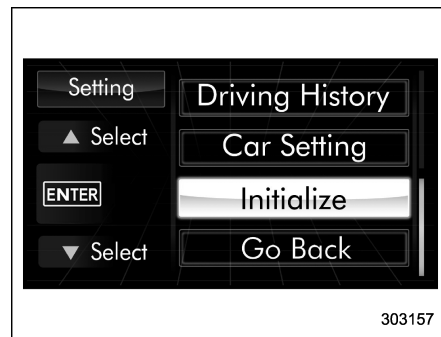 Setting
▲ Select
ENTER
▼ Select
Driving History
Car Setting
Initialize
Go Back
303157